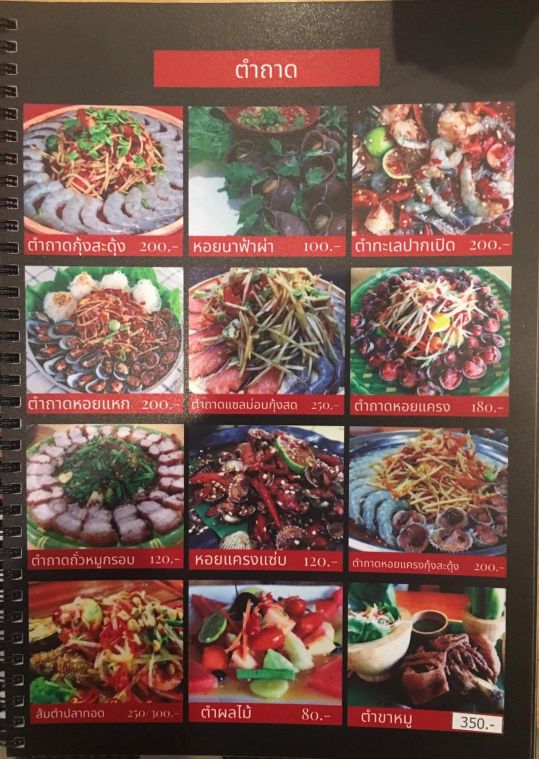 ตำถาด
ตำถาดกุ้งสะดุ้ง 200.-
หอยนาฟ้าผ่า 100.-
ตำทะเลปากเปิด 200.-
ตำถาดหอยแหก 200.-
ตำถาดแซลม่อนกุ้งสด 250.-
ตำถาดหอยแครง 180.-
ตำถาดถั่วหมูกรอบ 120.-
หอยแครงแซ่บ 120.-
ตำถาดหอยแครงกุ้งสะดุ้ง 200.-
ส้มตำปลาทอด 250/300.-
ตำผลไม้ 80.-
ตำขาหมู 350.-